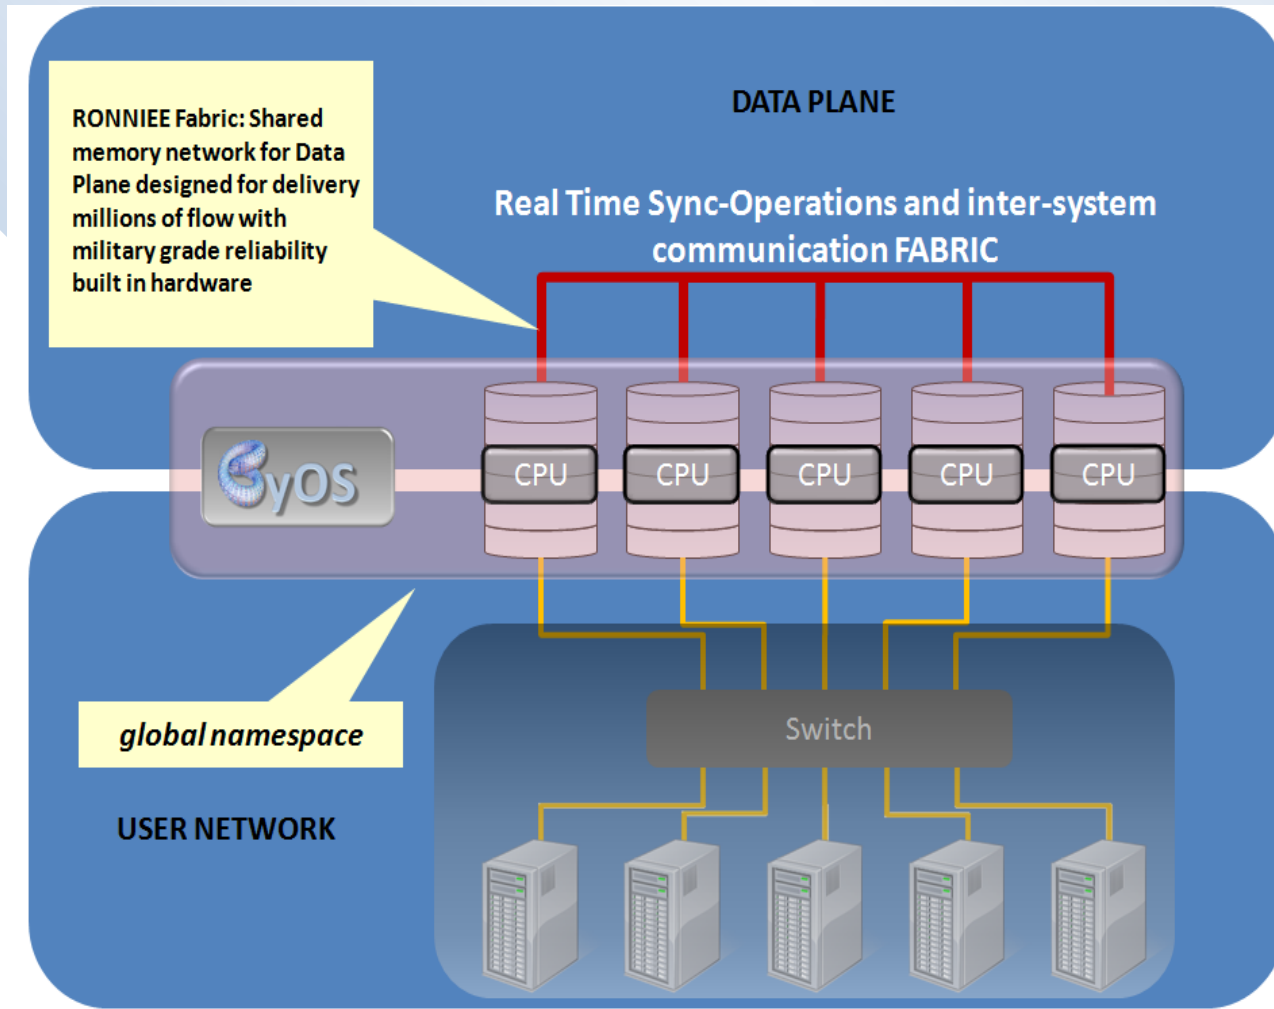 DATA PLANE
RONNIEE Fabric: Shared
memory network for Data
Plane designed for delivery
millions of flow with
military grade reliability
built in hardware
Real Time Sync-Operations and inter-system
communication FABRIC
GyOS
CPU
CPU
CPU
CPU
CPU
global namespace
Switch
USER NETWORK